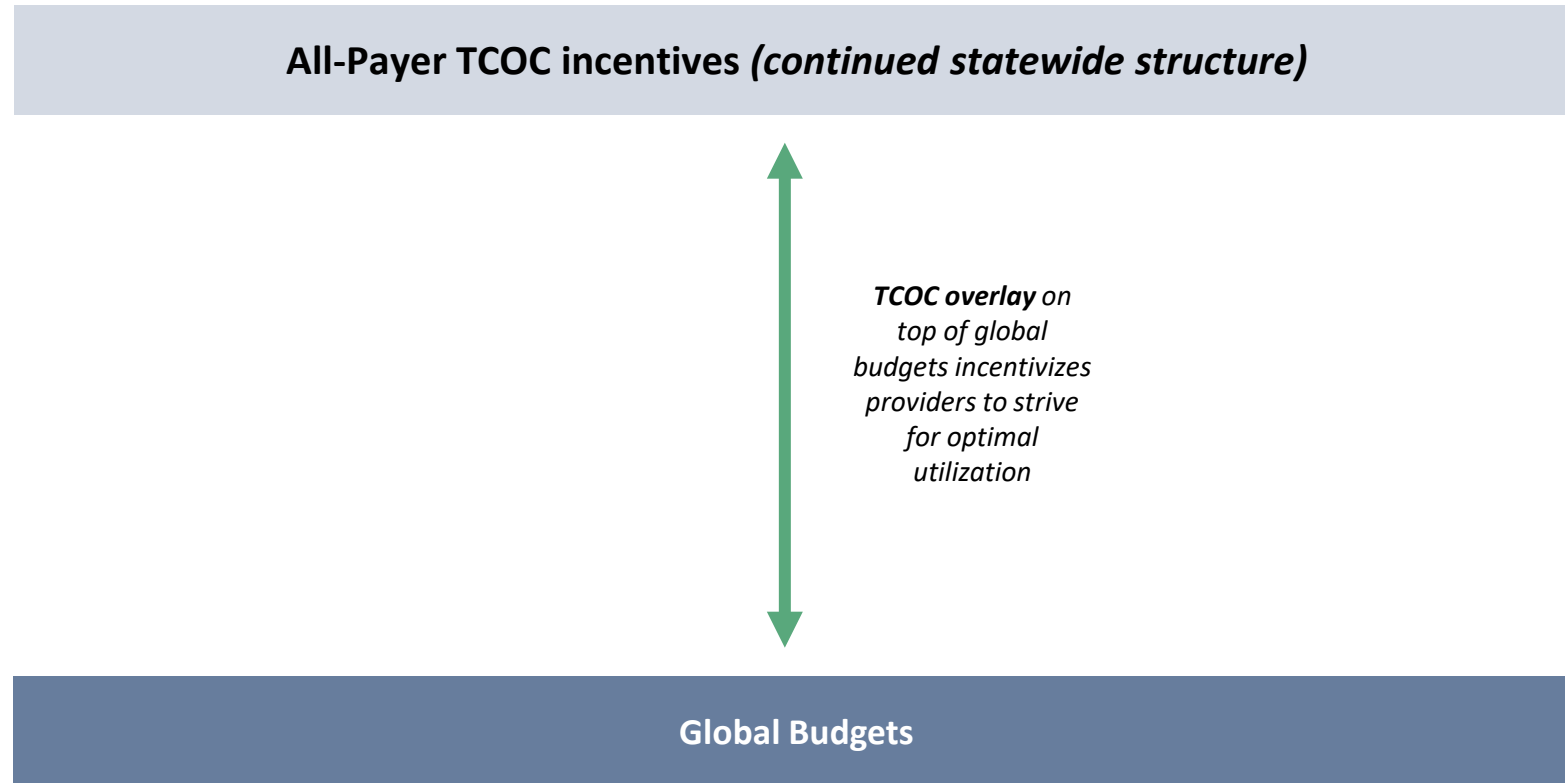 All-Payer TCOC incentives (continued statewide structure)
TCOC overlay on
top of global
budgets incentivizes
providers to strive
for optimal
utilization
Global Budgets